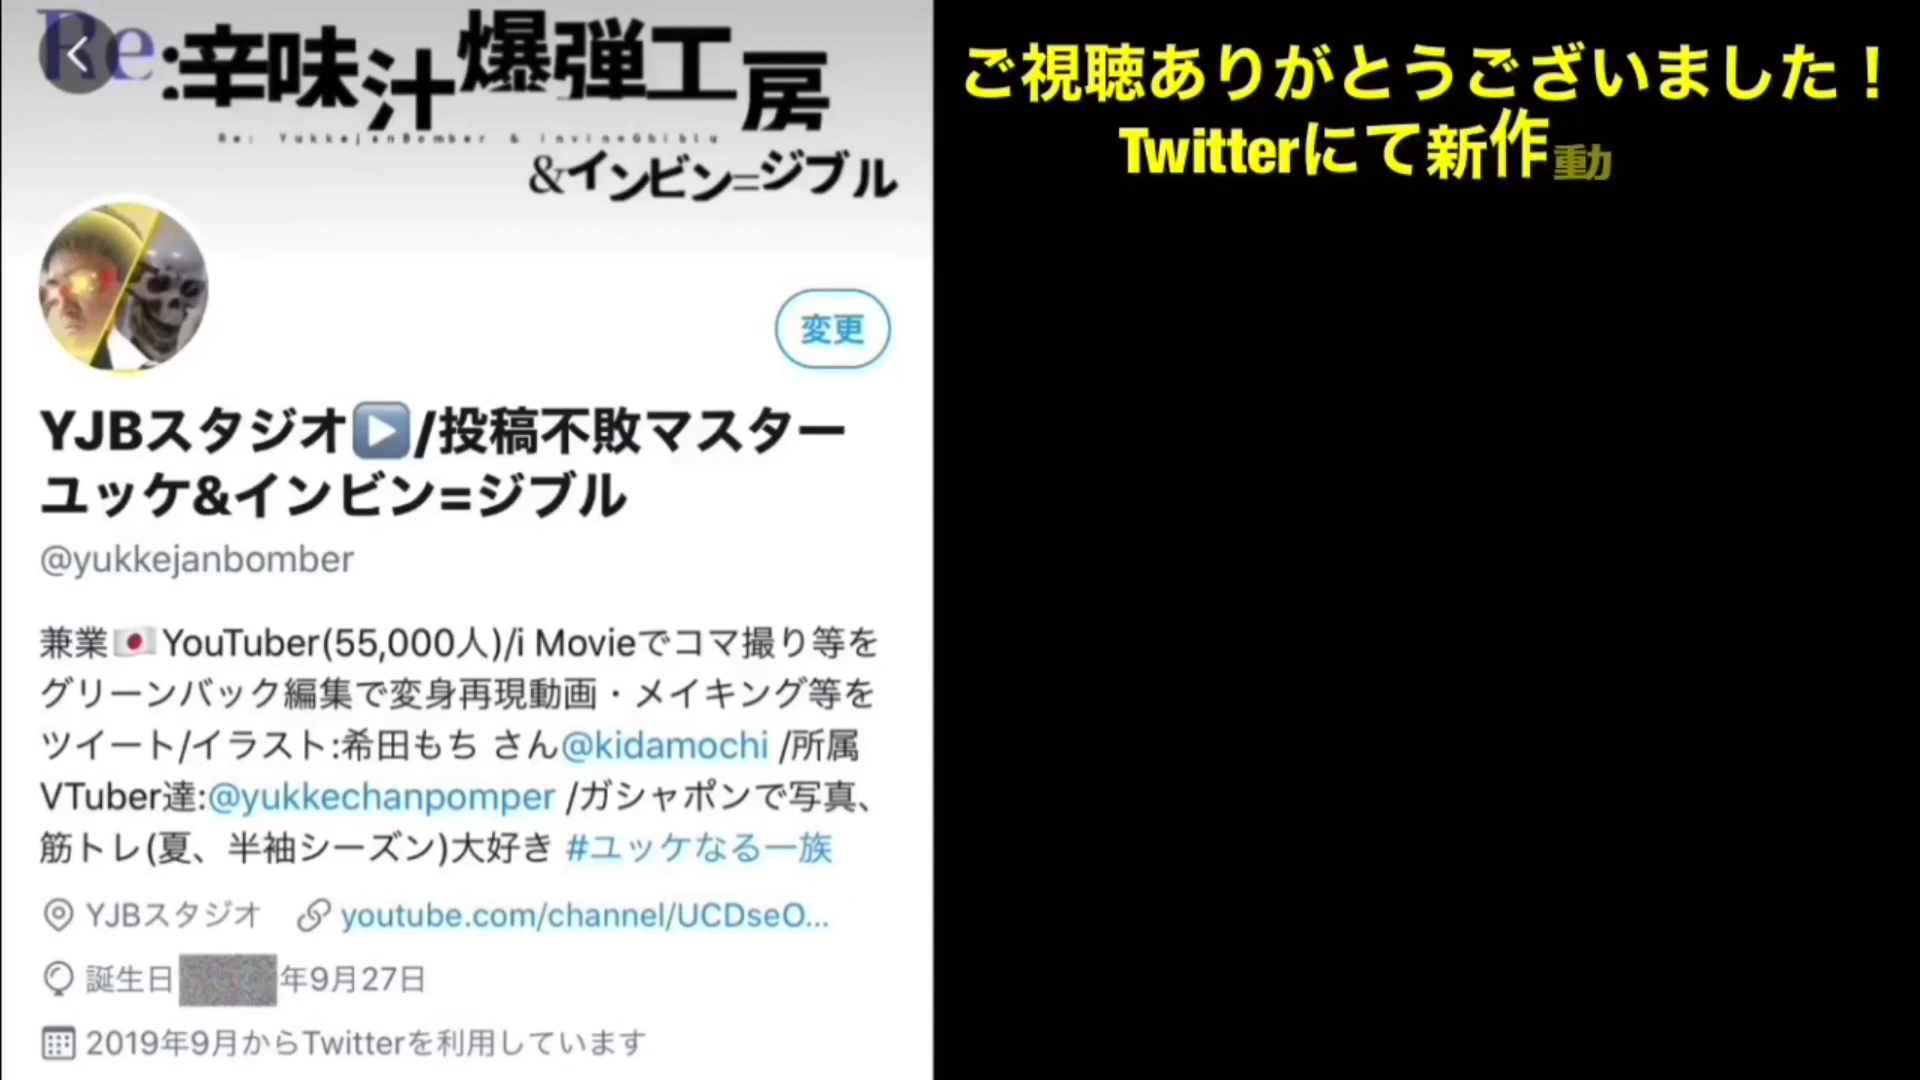 Re:辛味汁爆弾工房
Re: YukkejanBomber & Invin=Ghiblu
&インビン=ジブル
変更
YJBスタジオ▶️/投稿不敗マスター
ユッケ&インビン=ジブル
@yukkejanbomber
兼業🇯🇵YouTuber(55,000人)/i Movieでコマ撮り等を
グリーンバック編集で変身再現動画・メイキング等を
ツイート/イラスト:希田もち さん@kidamochi /所属
VTuber達:@yukkechanpomper /ガシャポンで写真、
筋トレ(夏、半袖シーズン)大好き #ユッケなる一族
YJBスタジオ youtube.com/channel/UCDseO...
誕生日 年9月27日
2019年9月からTwitterを利用しています
ご視聴ありがとうございました！
Twitterにて新作動